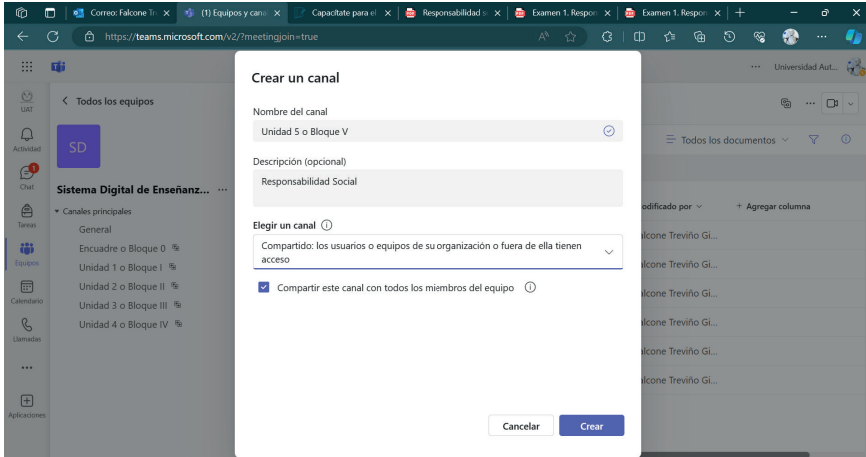 Correo: Falcone Tre
(1) Equipos y cana
Capacítate para el
Responsabilidad so
Examen 1. Respon
Examen 1. Respon
https://teams.microsoft.com/v2/?meetingjoin=true
Universidad Aut...
UAT
Actividad
Chat
1
Tareas
Equipos
Calendario
Llamadas
Aplicaciones
Todos los equipos
SD
Sistema Digital de Enseñanz...
Canales principales
General
Encuadre o Bloque 0
Unidad 1 o Bloque I
Unidad 2 o Bloque II
Unidad 3 o Bloque III
Unidad 4 o Bloque IV
Crear un canal
Nombre del canal
Unidad 5 o Bloque V
Descripción (opcional)
Responsabilidad Social
Elegir un canal
Compartido: los usuarios o equipos de su organización o fuera de ella tienen
acceso
Compartir este canal con todos los miembros del equipo
Cancelar
Crear
Todos los documentos
odificado por
+ Agregar columna
alcone Treviño Gi...
alcone Treviño Gi...
alcone Treviño Gi...
alcone Treviño Gi...
alcone Treviño Gi...
alcone Treviño Gi...